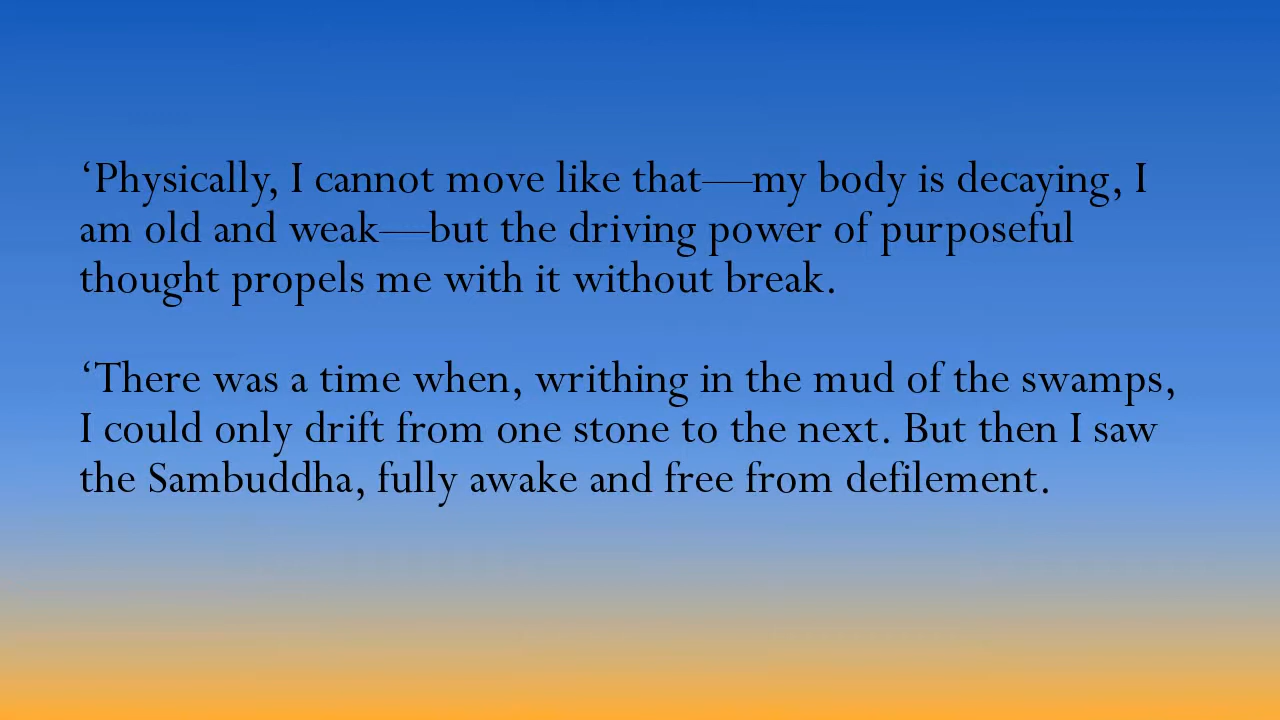 ‘Physically, I cannot move like that—my body is decaying, I
am old and weak—but the driving power of purposeful
thought propels me with it without break.
‘There was a time when, writhing in the mud of the swamps,
I could only drift from one stone to the next. But then I saw
the Sambuddha, fully awake and free from defilement.